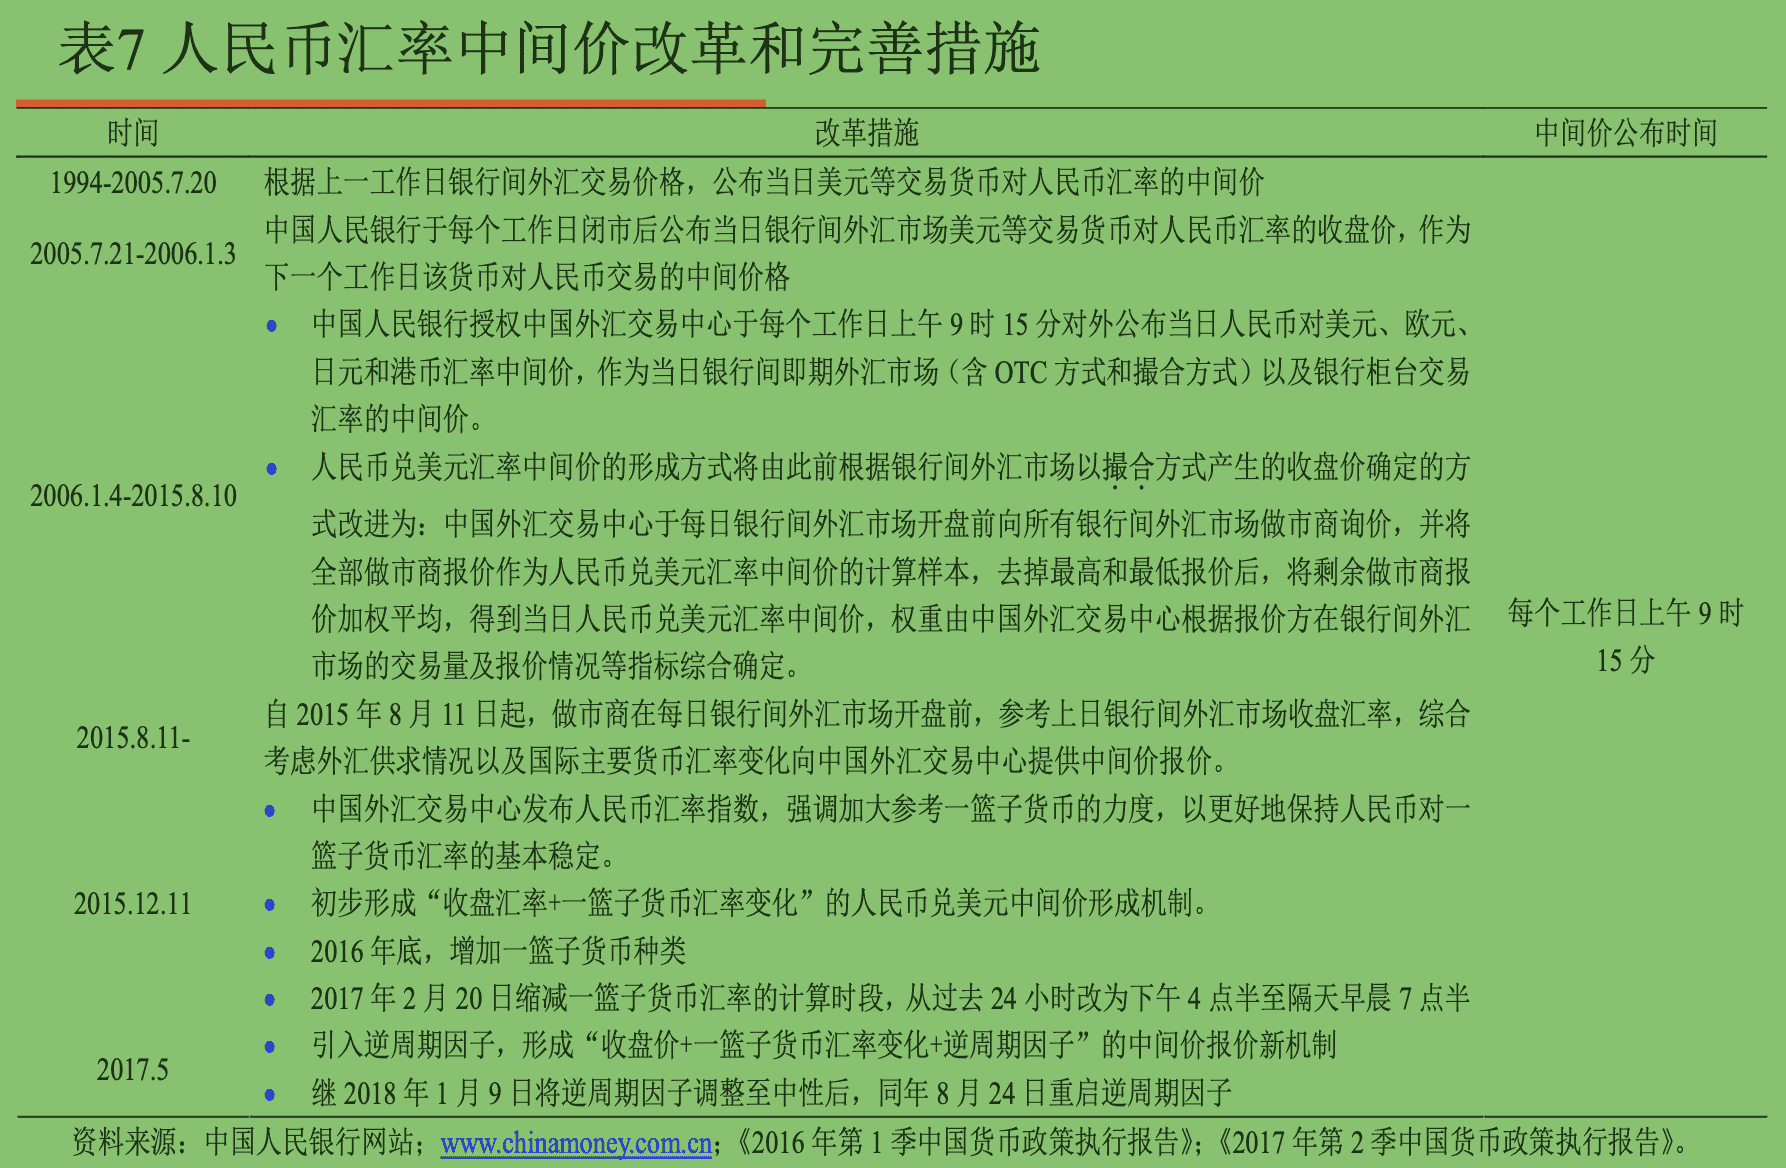 表7 人民币汇率中间价改革和完善措施
时间 改革措施 中间价公布时间
1994-2005.7.20 根据上一工作日银行间外汇交易价格，公布当日美元等交易货币对人民币汇率的中间价
2005.7.21-2006.1.3 中国人民银行于每个工作日闭市后公布当日银行间外汇市场美元等交易货币对人民币汇率的收盘价，作为
下一个工作日该货币对人民币交易的中间价格
2006.1.4-2015.8.10
● 中国人民银行授权中国外汇交易中心于每个工作日上午 9 时 15 分对外公布当日人民币对美元、欧元、
日元和港币汇率中间价，作为当日银行间即期外汇市场（含 OTC 方式和撮合方式）以及银行柜台交易
汇率的中间价。
● 人民币兑美元汇率中间价的形成方式将由此前根据银行间外汇市场以撮合方式产生的收盘价确定的方
式改进为：中国外汇交易中心于每日银行间外汇市场开盘前向所有银行间外汇市场做市商询价，并将
全部做市商报价作为人民币兑美元汇率中间价的计算样本，去掉最高和最低报价后，将剩余做市商报
价加权平均，得到当日人民币兑美元汇率中间价，权重由中国外汇交易中心根据报价方在银行间外汇
市场的交易量及报价情况等指标综合确定。
2015.8.11-
自 2015 年 8 月 11 日起，做市商在每日银行间外汇市场开盘前，参考上日银行间外汇市场收盘汇率，综合
考虑外汇供求情况以及国际主要货币汇率变化向中国外汇交易中心提供中间价报价。
2015.12.11
● 中国外汇交易中心发布人民币汇率指数，强调加大参考一篮子货币的力度，以更好地保持人民币对一
篮子货币汇率的基本稳定。
● 初步形成“收盘汇率+一篮子货币汇率变化”的人民币兑美元中间价形成机制。
● 2016 年底，增加一篮子货币种类
● 2017 年 2 月 20 日缩减一篮子货币汇率的计算时段，从过去 24 小时改为下午 4 点半至隔天早晨 7 点半
2017.5
● 引入逆周期因子，形成“收盘价+一篮子货币汇率变化+逆周期因子”的中间价报价新机制
● 继 2018 年 1 月 9 日将逆周期因子调整至中性后，同年 8 月 24 日重启逆周期因子
每个工作日上午 9 时
15 分
资料来源：中国人民银行网站；www.chinamoney.com.cn；《2016 年第 1 季中国货币政策执行报告》；《2017 年第 2 季中国货币政策执行报告》。